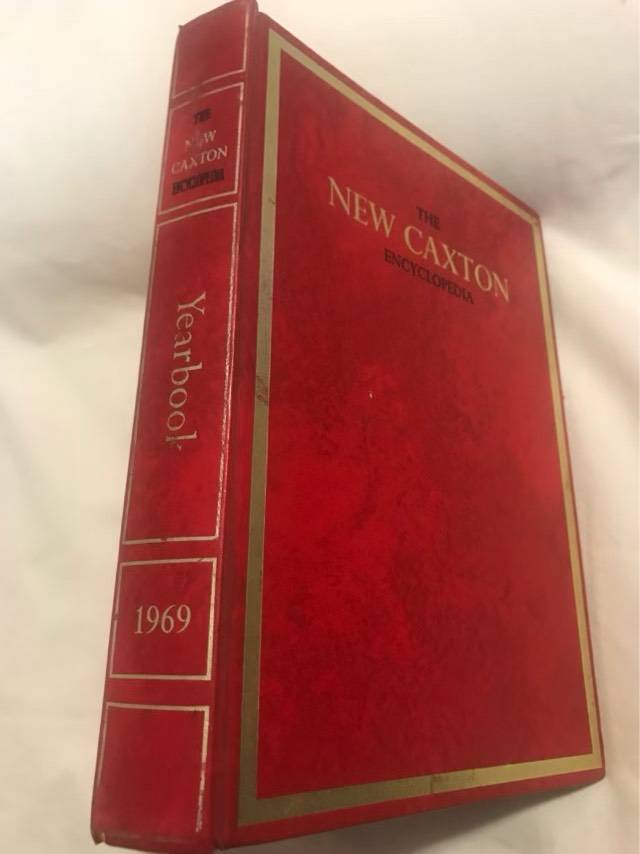 THE
NEW
CAXTON
ENCYCLOPEDIA
Yearbook
1969
THE
NEW CAXTON
ENCYCLOPEDIA